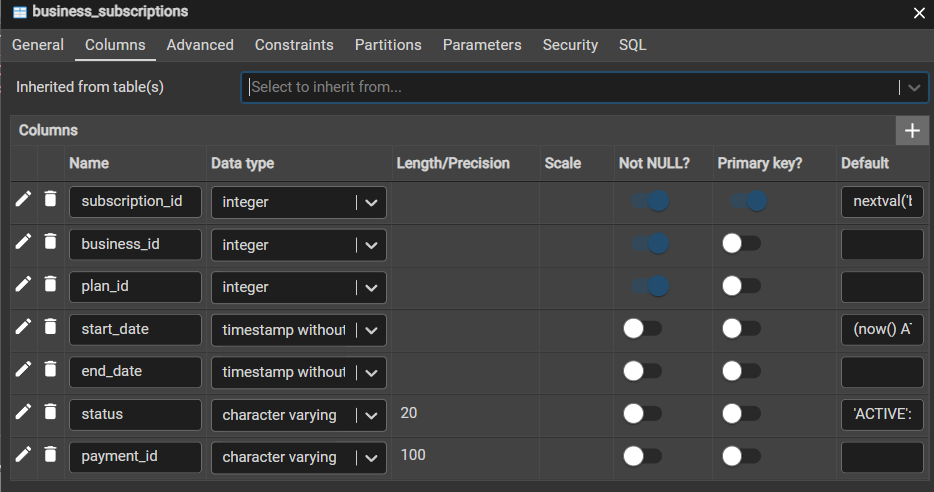 business_subscriptions
General Columns Advanced Constraints Partitions Parameters Security SQL
Inherited from table(s) Select to inherit from...
Columns
Name Data type Length/Precision Scale Not NULL? Primary key? Default
subscription_id integer nextval('b
business_id integer
plan_id integer
start_date timestamp without (now() AT
end_date timestamp without
status character varying 20 'ACTIVE':
payment_id character varying 100